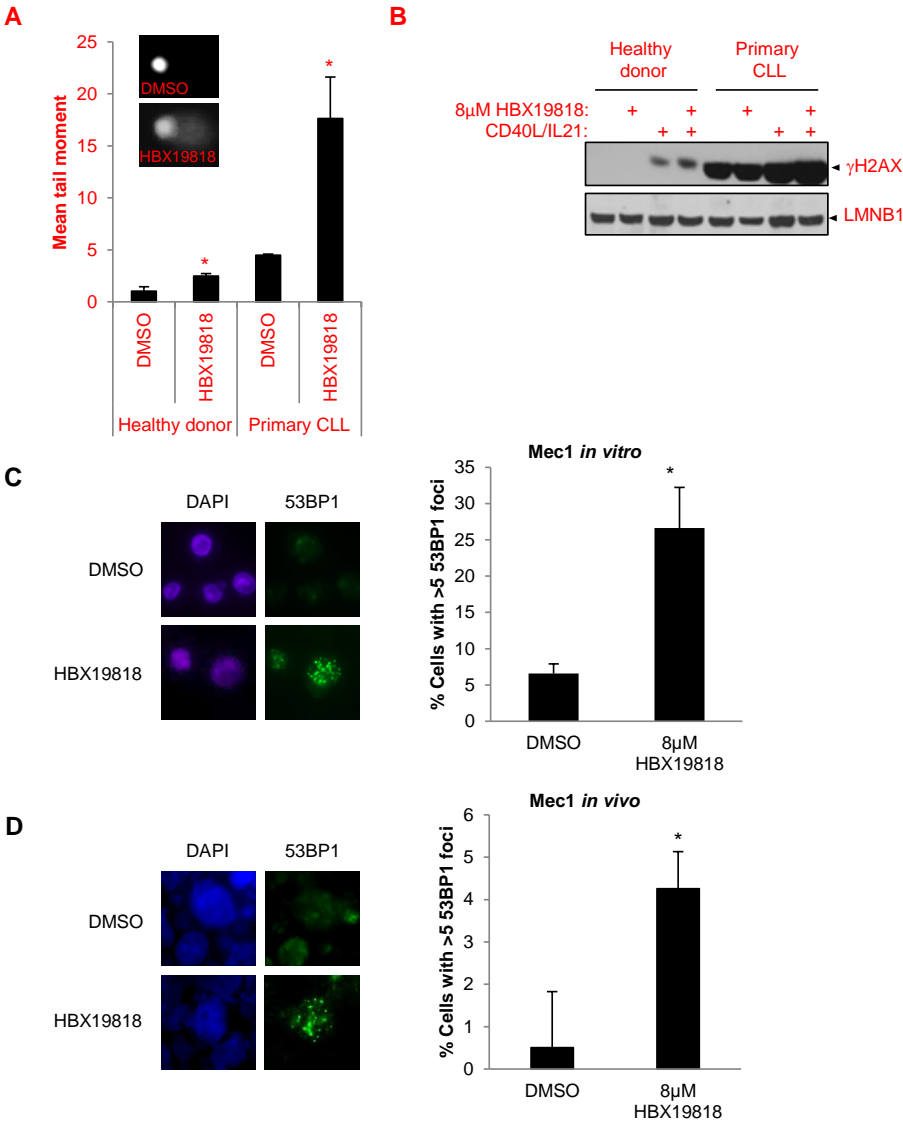 A
Mean tail moment
25
20
15
10
5
0
DMSO
HBX19818
*
*
DMSO
HBX19818
DMSO
HBX19818
Healthy donor
Primary CLL
B
Healthy donor
Primary CLL
8µM HBX19818: + + + +
CD40L/IL21: + + + +
γH2AX
LMNB1
C
DAPI
53BP1
DMSO
HBX19818
Mec1 in vitro
% Cells with >5 53BP1 foci
35
30
25
20
15
10
5
0
*
DMSO
8µM
HBX19818
D
DAPI
53BP1
DMSO
HBX19818
Mec1 in vivo
% Cells with >5 53BP1 foci
6
5
4
3
2
1
0
*
DMSO
8µM
HBX19818